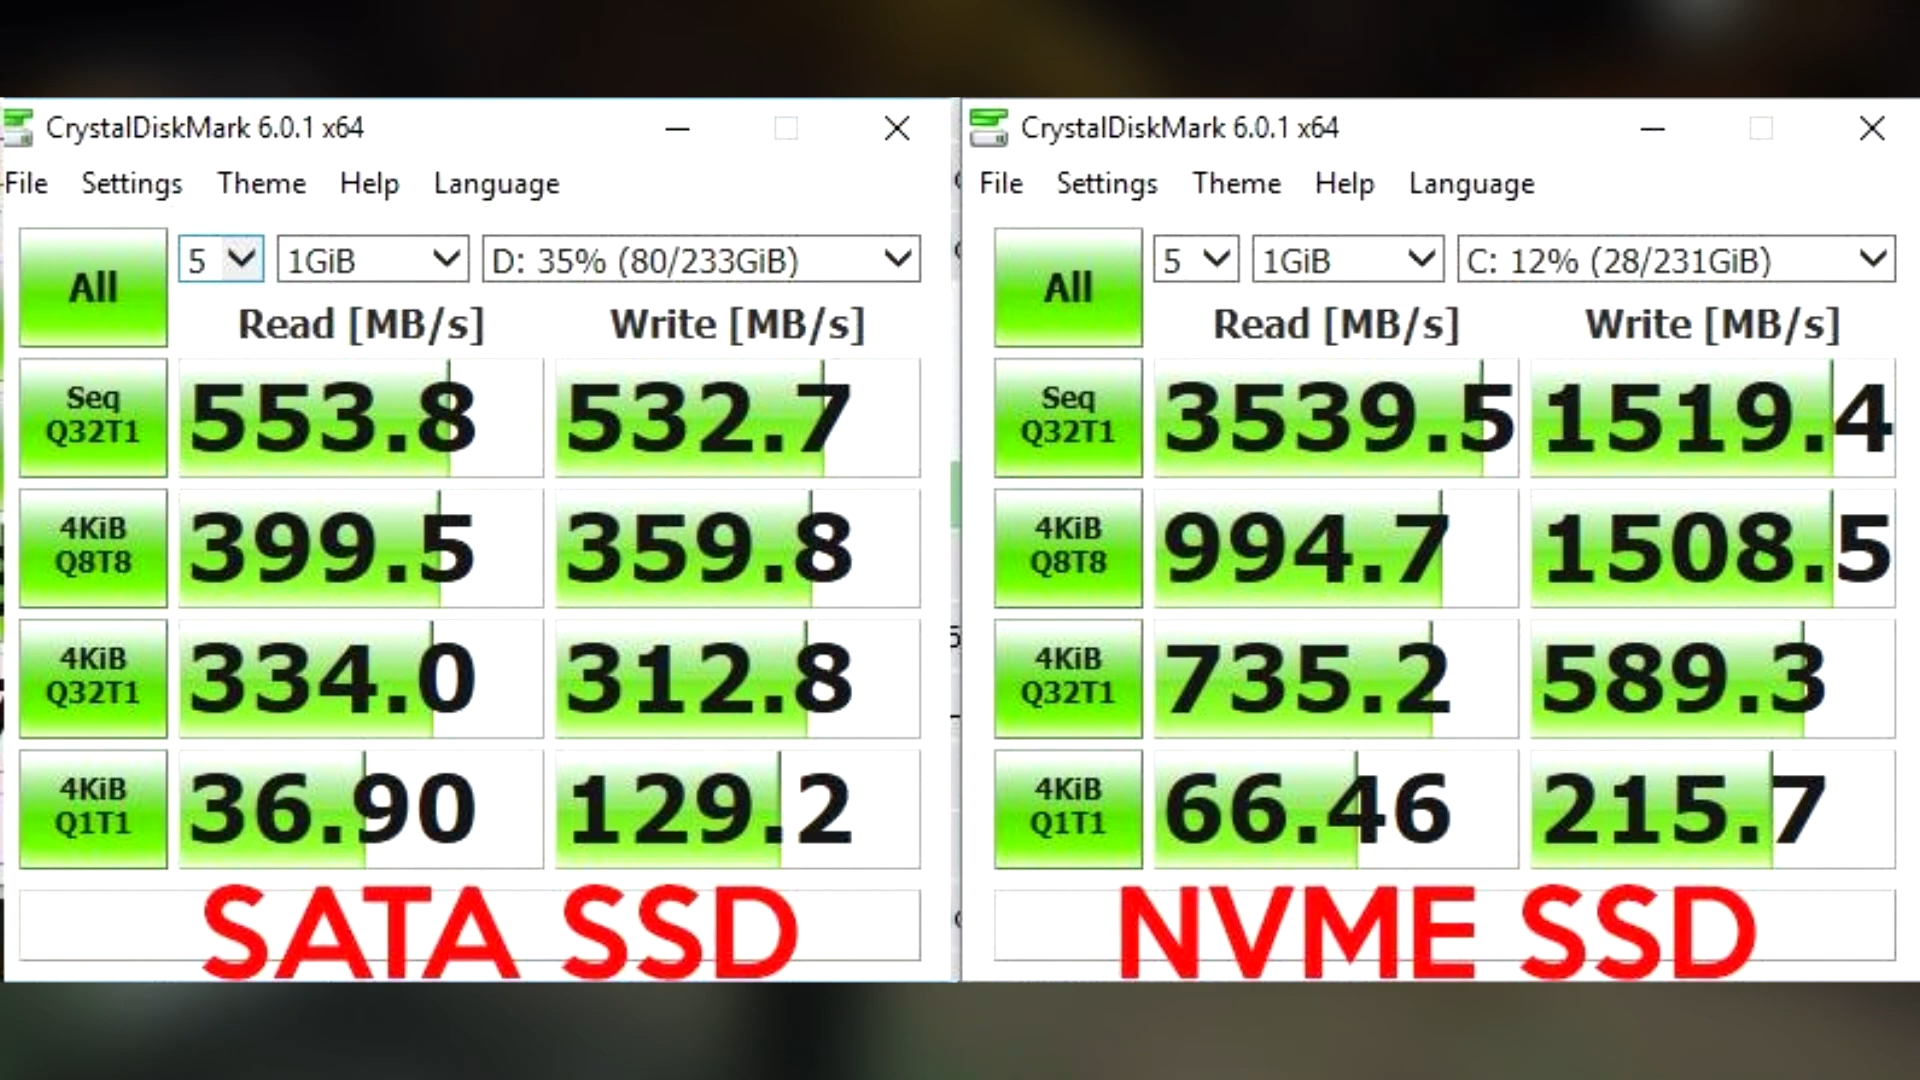 CrystalDiskMark 6.0.1 x64
File Settings Theme Help Language
All 5 1GiB D: 35% (80/233GiB)
Read [MB/s] Write [MB/s]
Seq Q32T1 553.8 532.7
4KiB Q8T8 399.5 359.8
4KiB Q32T1 334.0 312.8
4KiB Q1T1 36.90 129.2
SATA SSD
CrystalDiskMark 6.0.1 x64
File Settings Theme Help Language
All 5 1GiB C: 12% (28/231GiB)
Read [MB/s] Write [MB/s]
Seq Q32T1 3539.5 1519.4
4KiB Q8T8 994.7 1508.5
4KiB Q32T1 735.2 589.3
4KiB Q1T1 66.46 215.7
NVME SSD